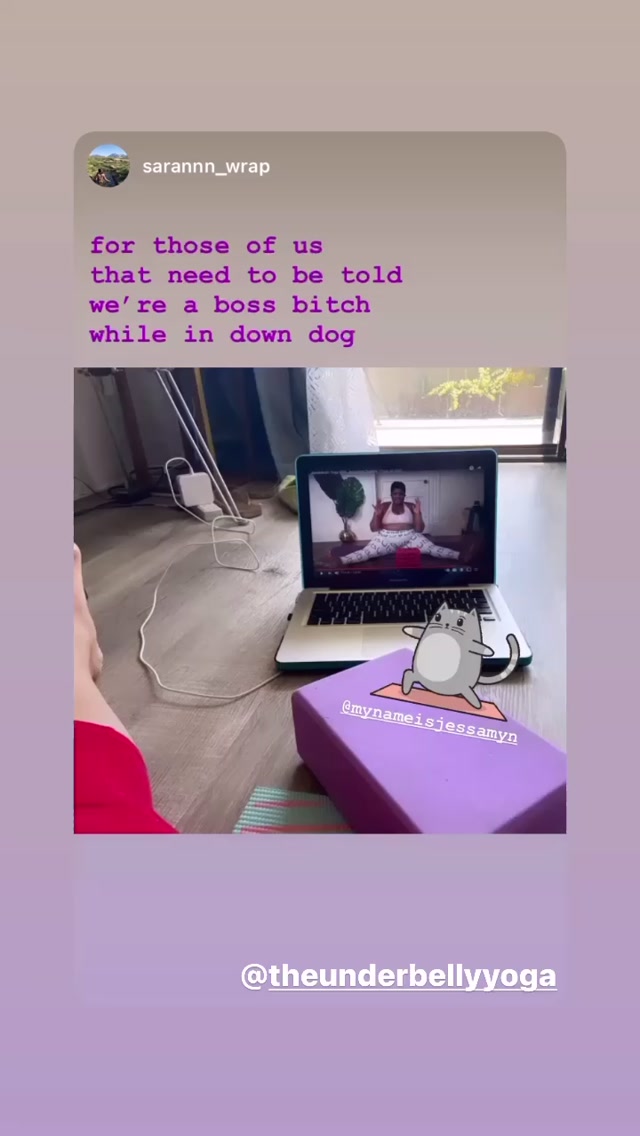 sarannn_wrap
for those of us
that need to be told
we’re a boss bitch
while in down dog
@mynameisjessamyn
@theunderbellyyoga